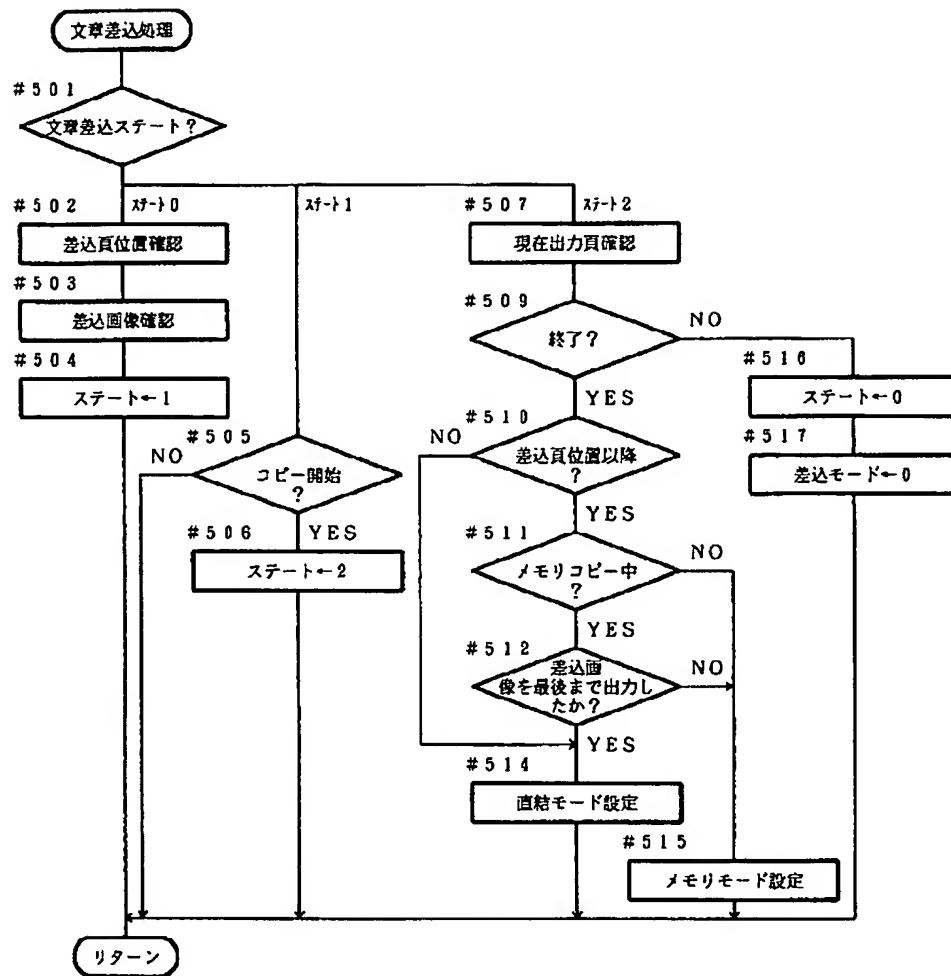 文章差込処理
#501
文章差込ステート?
#502
ステート0
差込頁位置確認
#503
差込画像確認
#504
ステート←1
ステート1
#505
NO
コピー開始
?
#506
YES
ステート←2
#507
ステート2
現在出力頁確認
#509
NO
終了?
YES
#510
NO
差込頁位置以降
?
YES
#511
NO
メモリコピー中
?
YES
#512
NO
差込画
像を最後まで出力し
たか?
YES
#514
直結モード設定
#515
メモリモード設定
#516
ステート←0
#517
差込モード←0
リターン